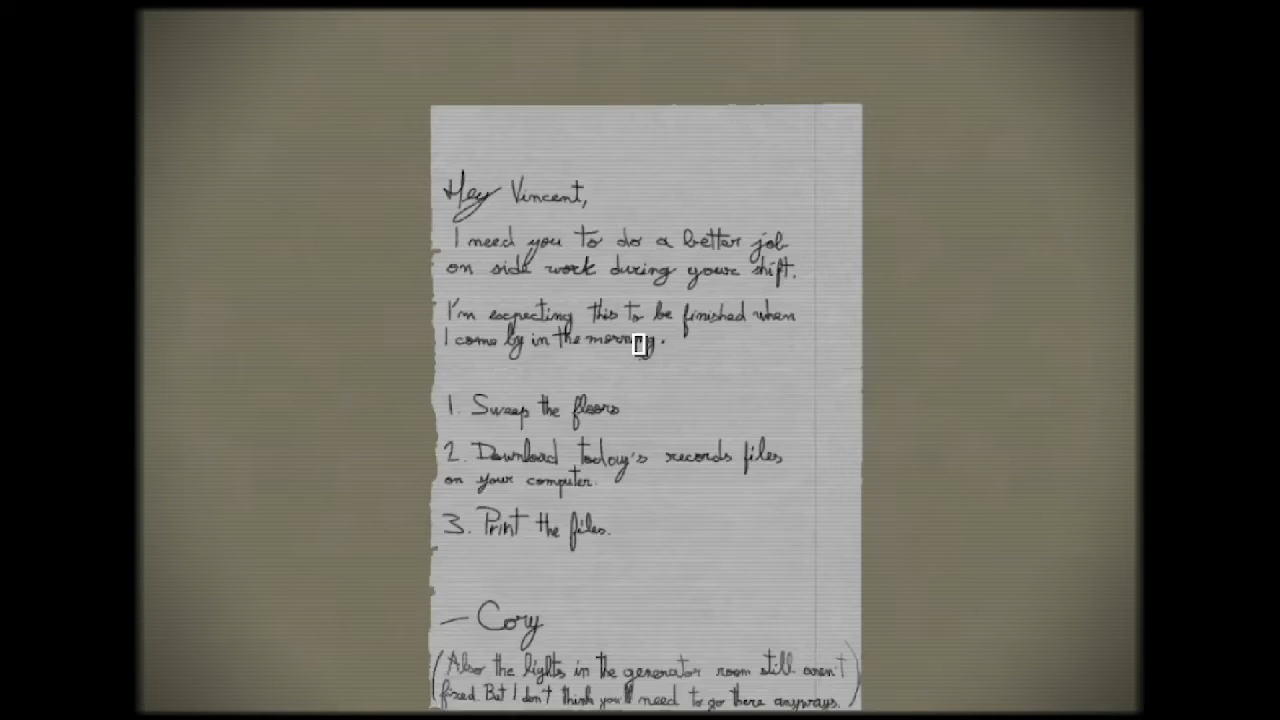 Hey Vincent,
I need you to do a better job
on side work during your shift.
I'm expecting this to be finished when
I come by in the morning.
1. Sweep the floors
2. Download today's records files
on your computer.
3. Print the files.
— Cory
(Also the lights in the generator room still aren't
fixed. But I don't think you'll need to go there anyways.)